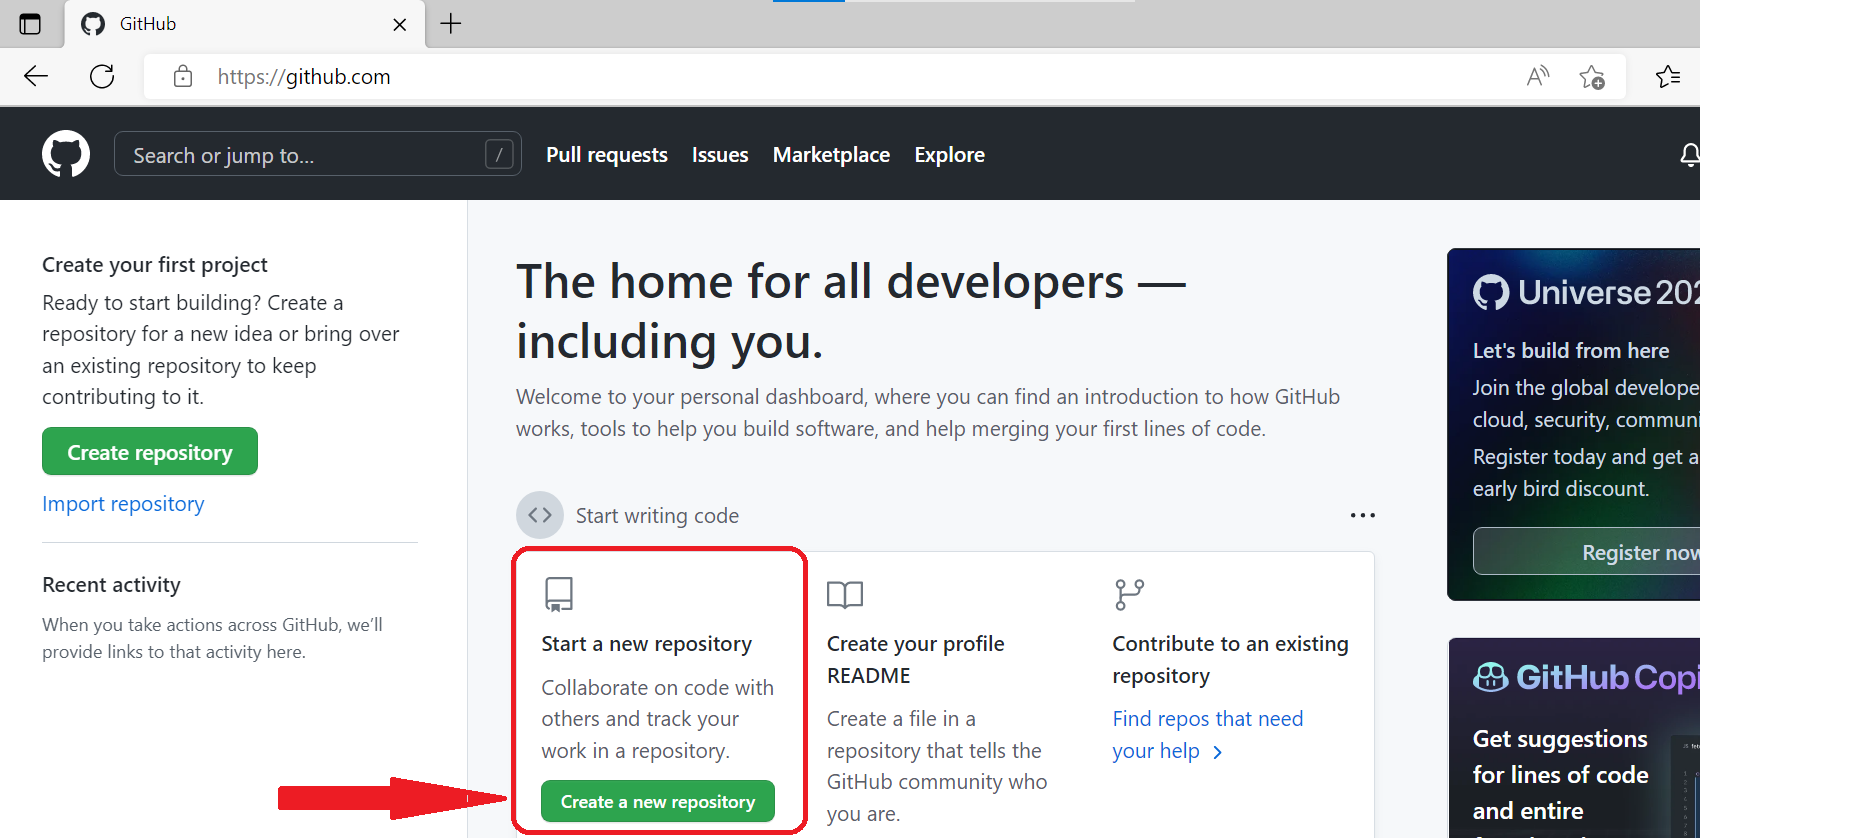 GitHub
https://github.com
Search or jump to...
/
Pull requests
Issues
Marketplace
Explore
Create your first project
Ready to start building? Create a
repository for a new idea or bring over
an existing repository to keep
contributing to it.
Create repository
Import repository
Recent activity
When you take actions across GitHub, we'll
provide links to that activity here.
The home for all developers —
including you.
Welcome to your personal dashboard, where you can find an introduction to how GitHub
works, tools to help you build software, and help merging your first lines of code.
Start writing code
Start a new repository
Collaborate on code with
others and track your
work in a repository.
Create a new repository
Create your profile
README
Create a file in a
repository that tells the
GitHub community who
you are.
Contribute to an existing
repository
Find repos that need
your help
Universe 202
Let's build from here
Join the global develope
cloud, security, communi
Register today and get a
early bird discount.
Register now
GitHub Copi
Get suggestions
for lines of code
and entire